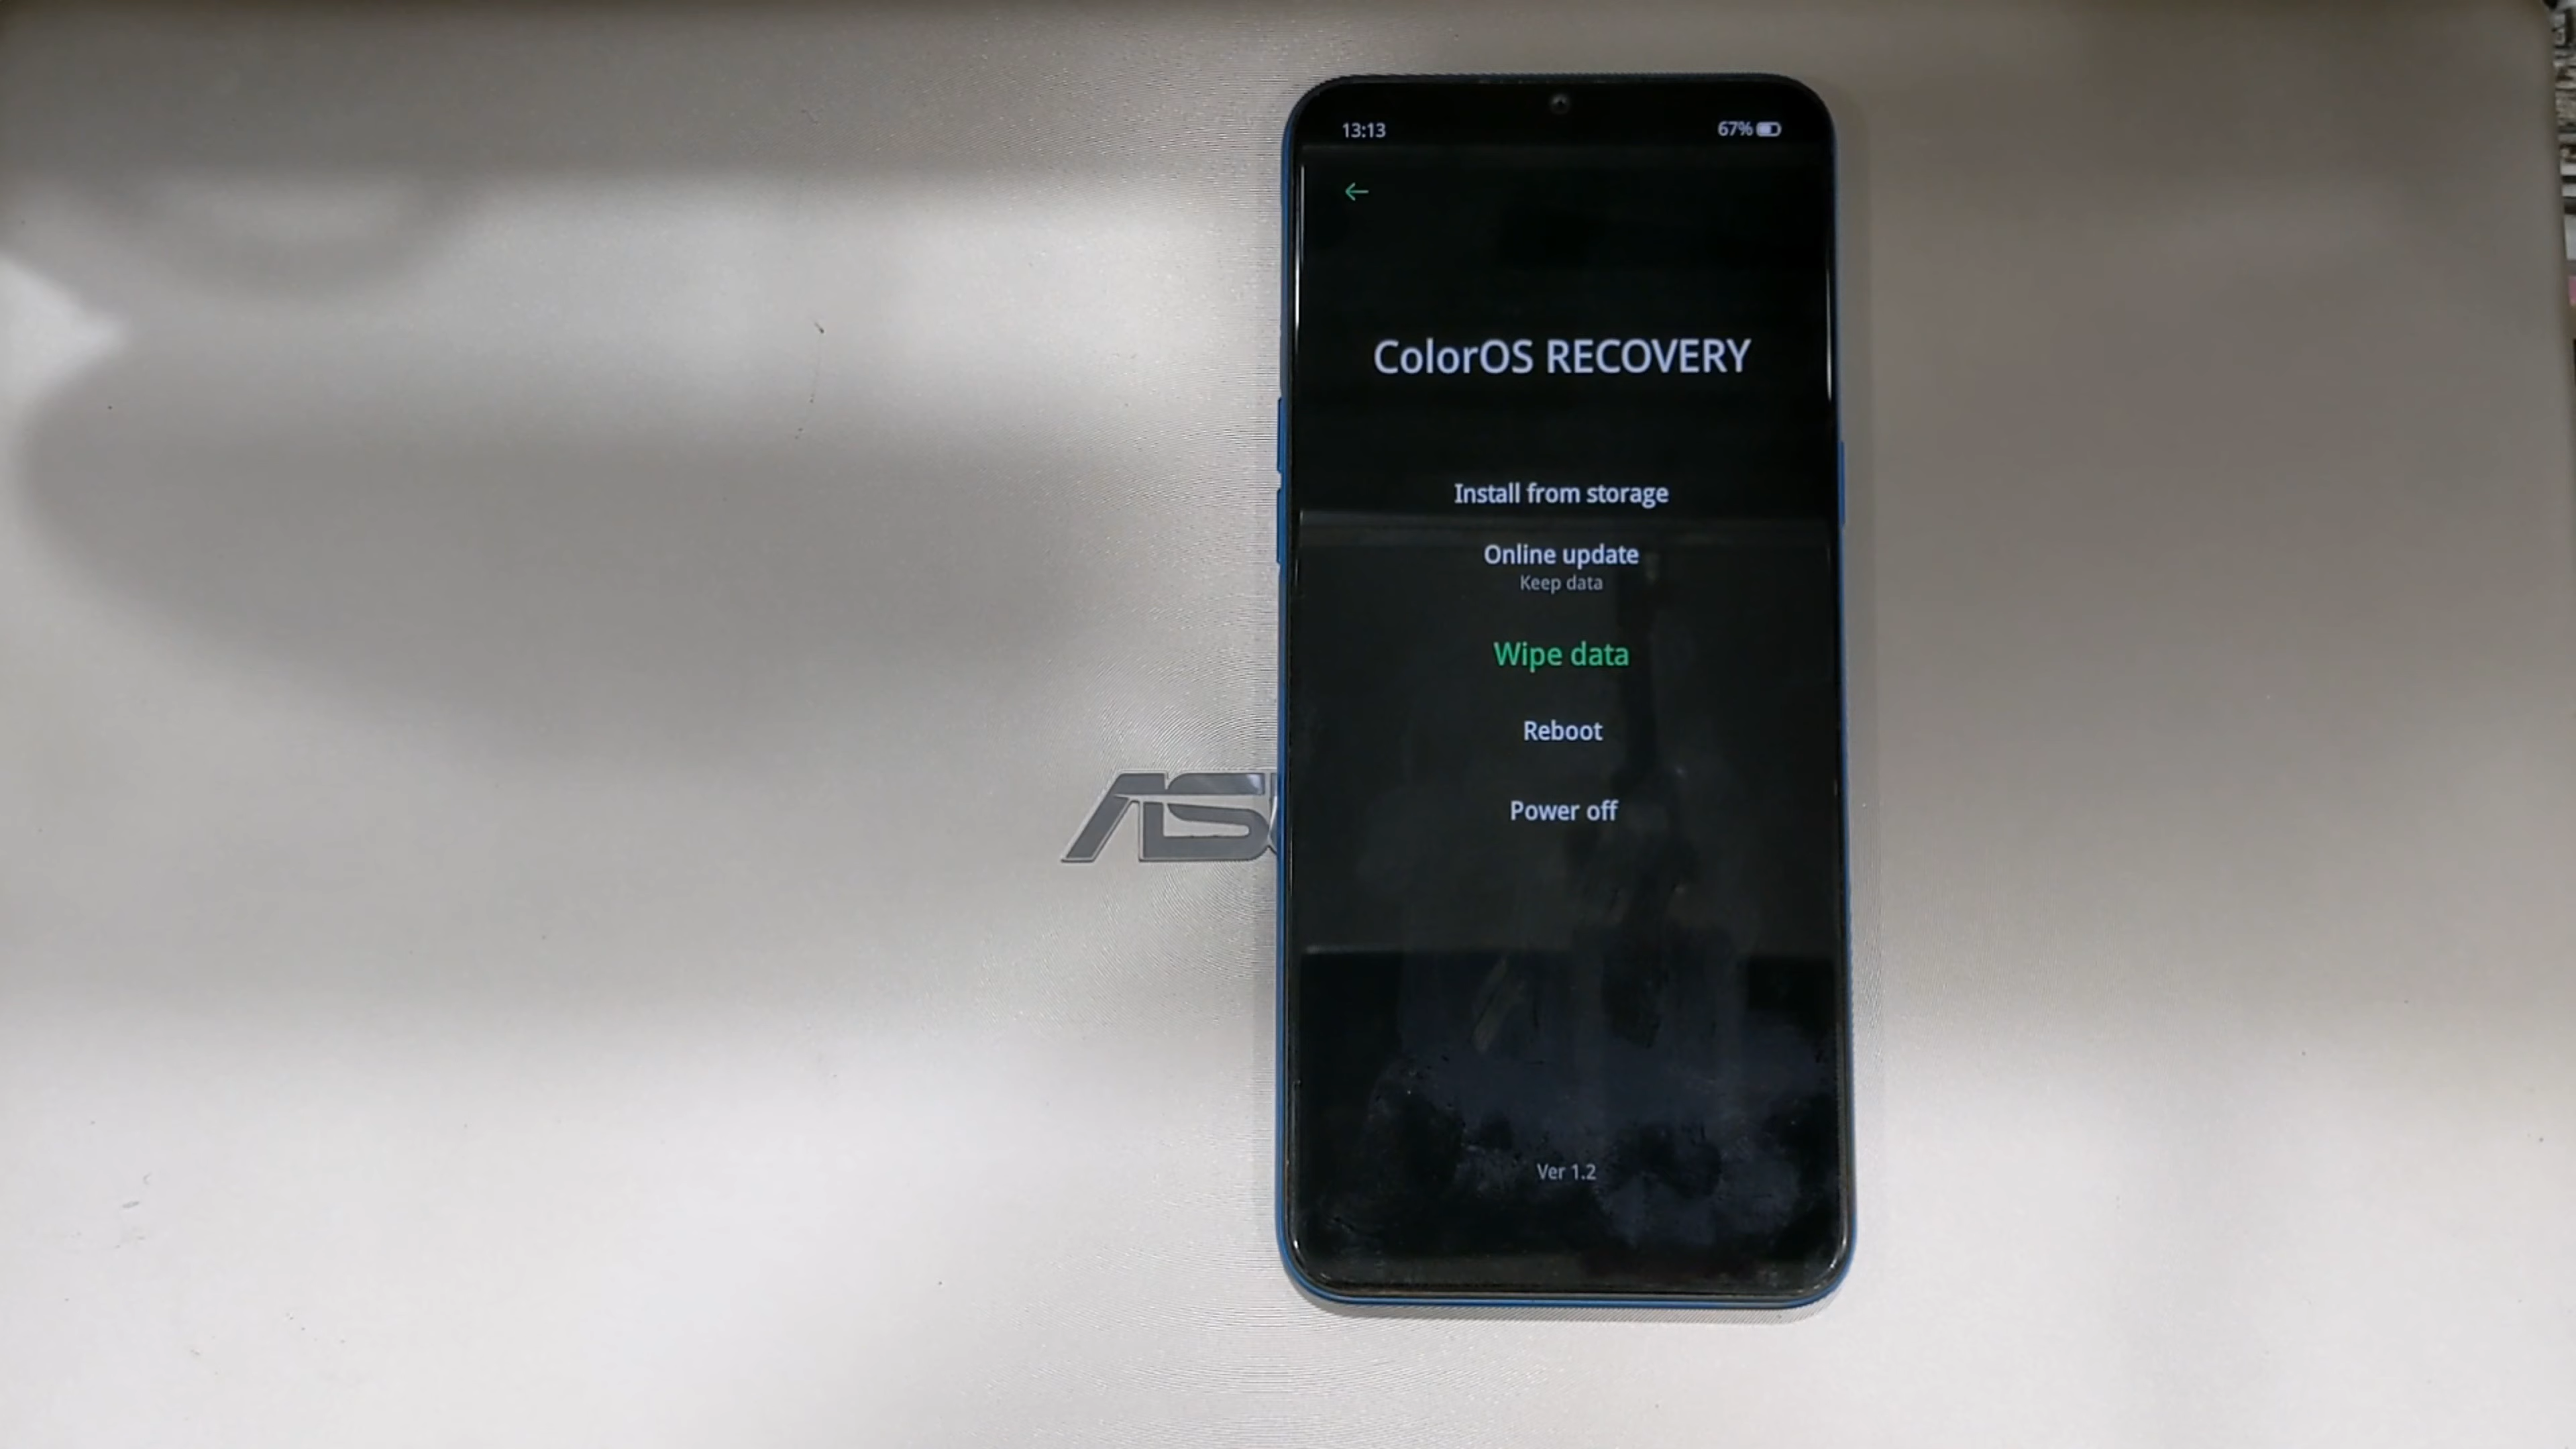 13:13
67%
ColorOS RECOVERY
Install from storage
Online update
Keep data
Wipe data
Reboot
Power off
Ver 1.2
ASU